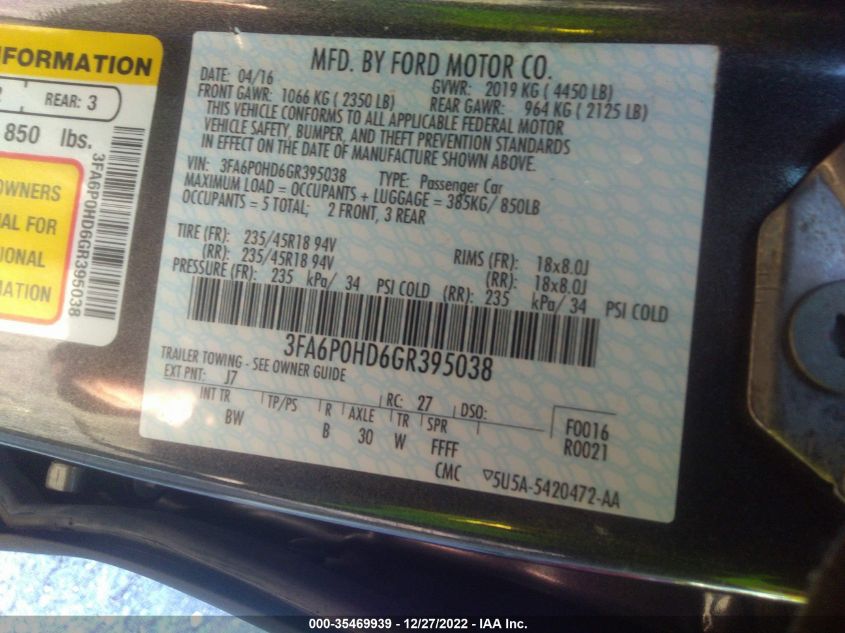 NFORMATION
REAR: 3
850 lbs.
OWNERS
AL FOR
IONAL
MATION
3FA6P0HD6GR395038
MFD. BY FORD MOTOR CO.
DATE: 04/16 GVWR: 2019 KG ( 4450 LB)
FRONT GAWR: 1066 KG ( 2350 LB) REAR GAWR: 964 KG ( 2125 LB)
THIS VEHICLE CONFORMS TO ALL APPLICABLE FEDERAL MOTOR
VEHICLE SAFETY, BUMPER, AND THEFT PREVENTION STANDARDS
IN EFFECT ON THE DATE OF MANUFACTURE SHOWN ABOVE.
VIN: 3FA6P0HD6GR395038 TYPE: Passenger Car
MAXIMUM LOAD = OCCUPANTS + LUGGAGE = 385KG/ 850LB
OCCUPANTS = 5 TOTAL; 2 FRONT, 3 REAR
TIRE (FR): 235/45R18 94V RIMS (FR): 18x8.0J
(RR): 235/45R18 94V (RR): 18x8.0J
PRESSURE (FR): 235 kPa/ 34 PSI COLD (RR): 235 kPa/ 34 PSI COLD
3FA6P0HD6GR395038
TRAILER TOWING - SEE OWNER GUIDE
EXT PNT: J7 RC: 27 DSO:
INT TR TP/PS R AXLE TR SPR F0016
BW B 30 W FFFF R0021
CMC ▽5U5A-5420472-AA
000-35469939 - 12/27/2022 - IAA Inc.